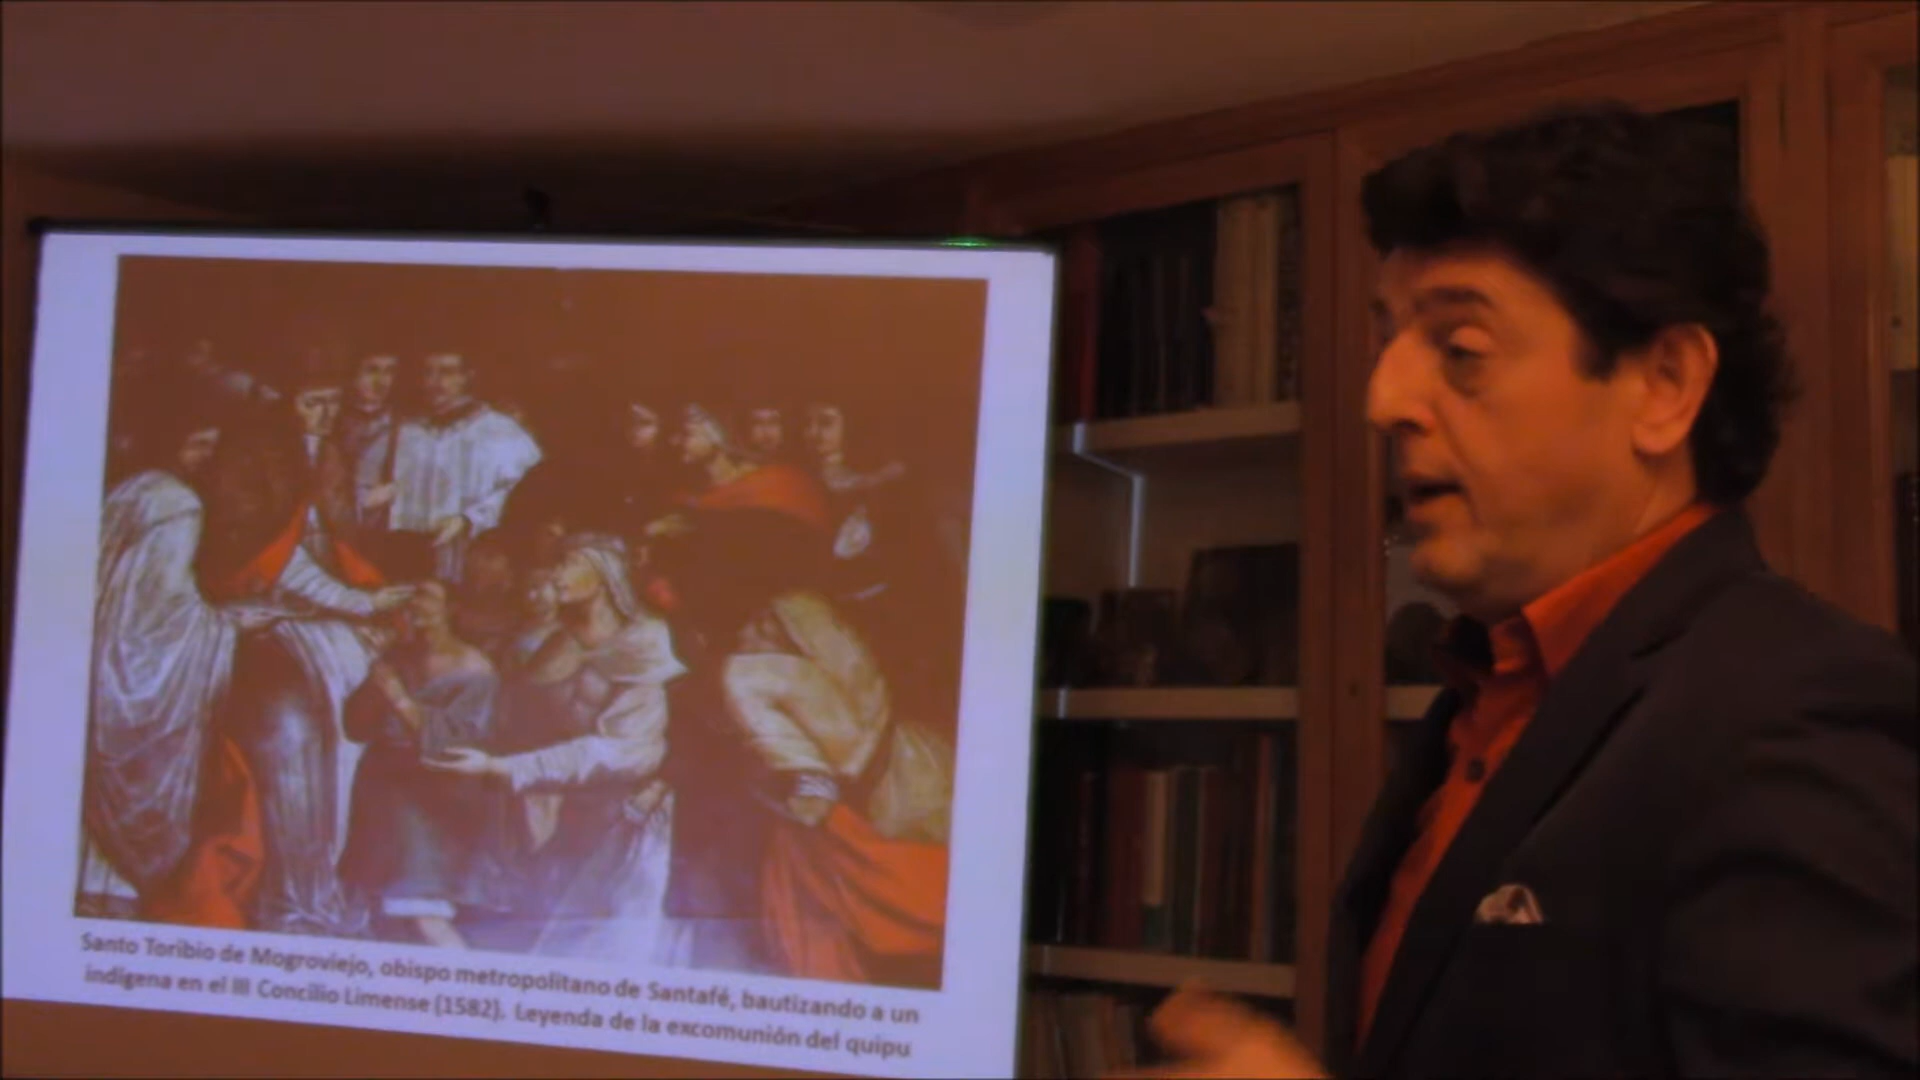 Santo Toribio de Mogroviejo, obispo metropolitano de Santafé, bautizando a un
indígena en el III Concilio Limense (1582). Leyenda de la excomunión del quipu